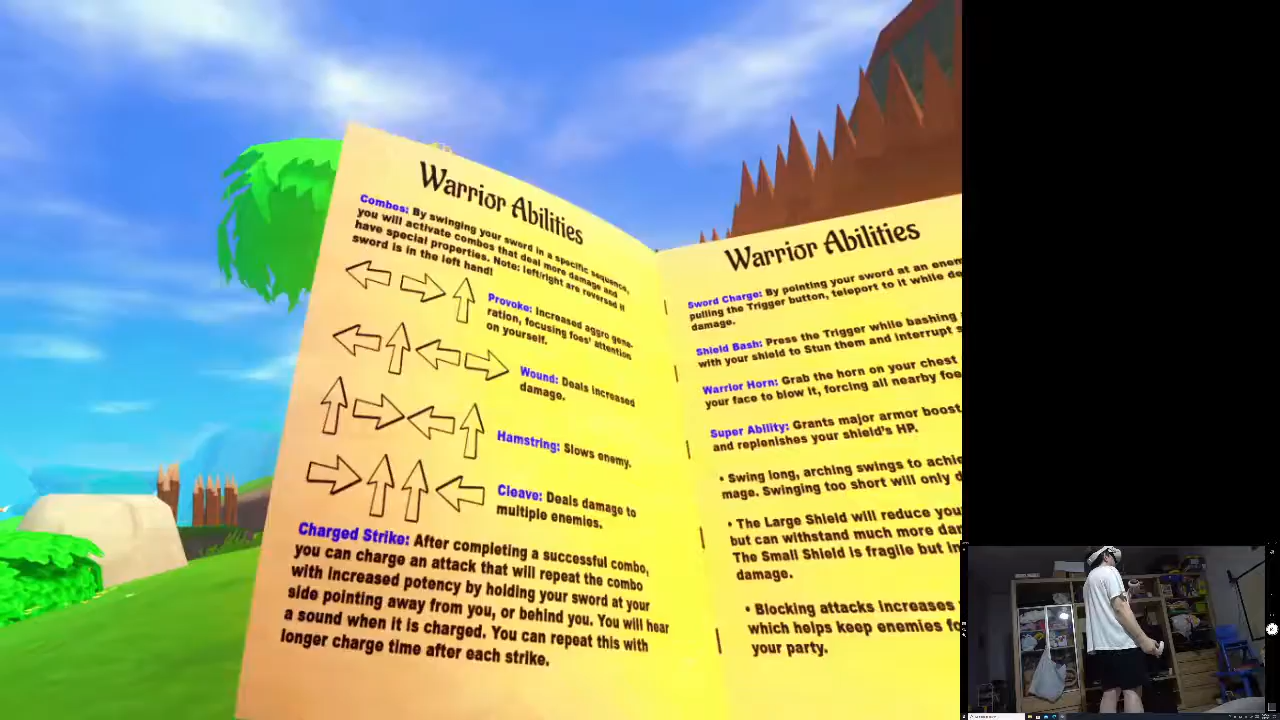 Warrior Abilities
Combos: By swinging your sword in a specific sequence,
you will activate combos that deal more damage and
have special properties. Note: left/right are reversed if
sword is in the left hand!
Provoke: Increased aggro gene-
ration, focusing foes' attention
on yourself.
Wound: Deals increased
damage.
Hamstring: Slows enemy.
Cleave: Deals damage to
multiple enemies.
Charged Strike: After completing a successful combo,
you can charge an attack that will repeat the combo
with increased potency by holding your sword at your
side pointing away from you, or behind you. You will hear
a sound when it is charged. You can repeat this with
longer charge time after each strike.
Warrior Abilities
Sword Charge: By pointing your sword at an enem
pulling the Trigger button, teleport to it while de
damage.
Shield Bash: Press the Trigger while bashing
with your shield to Stun them and interrupt s
Warrior Horn: Grab the horn on your chest
your face to blow it, forcing all nearby foe
Super Ability: Grants major armor boost,
and replenishes your shield's HP.
• Swing long, arching swings to achie
mage. Swinging too short will only d
• The Large Shield will reduce you
but can withstand much more dam
The Small Shield is fragile but in
damage.
• Blocking attacks increases
which helps keep enemies fo
your party.